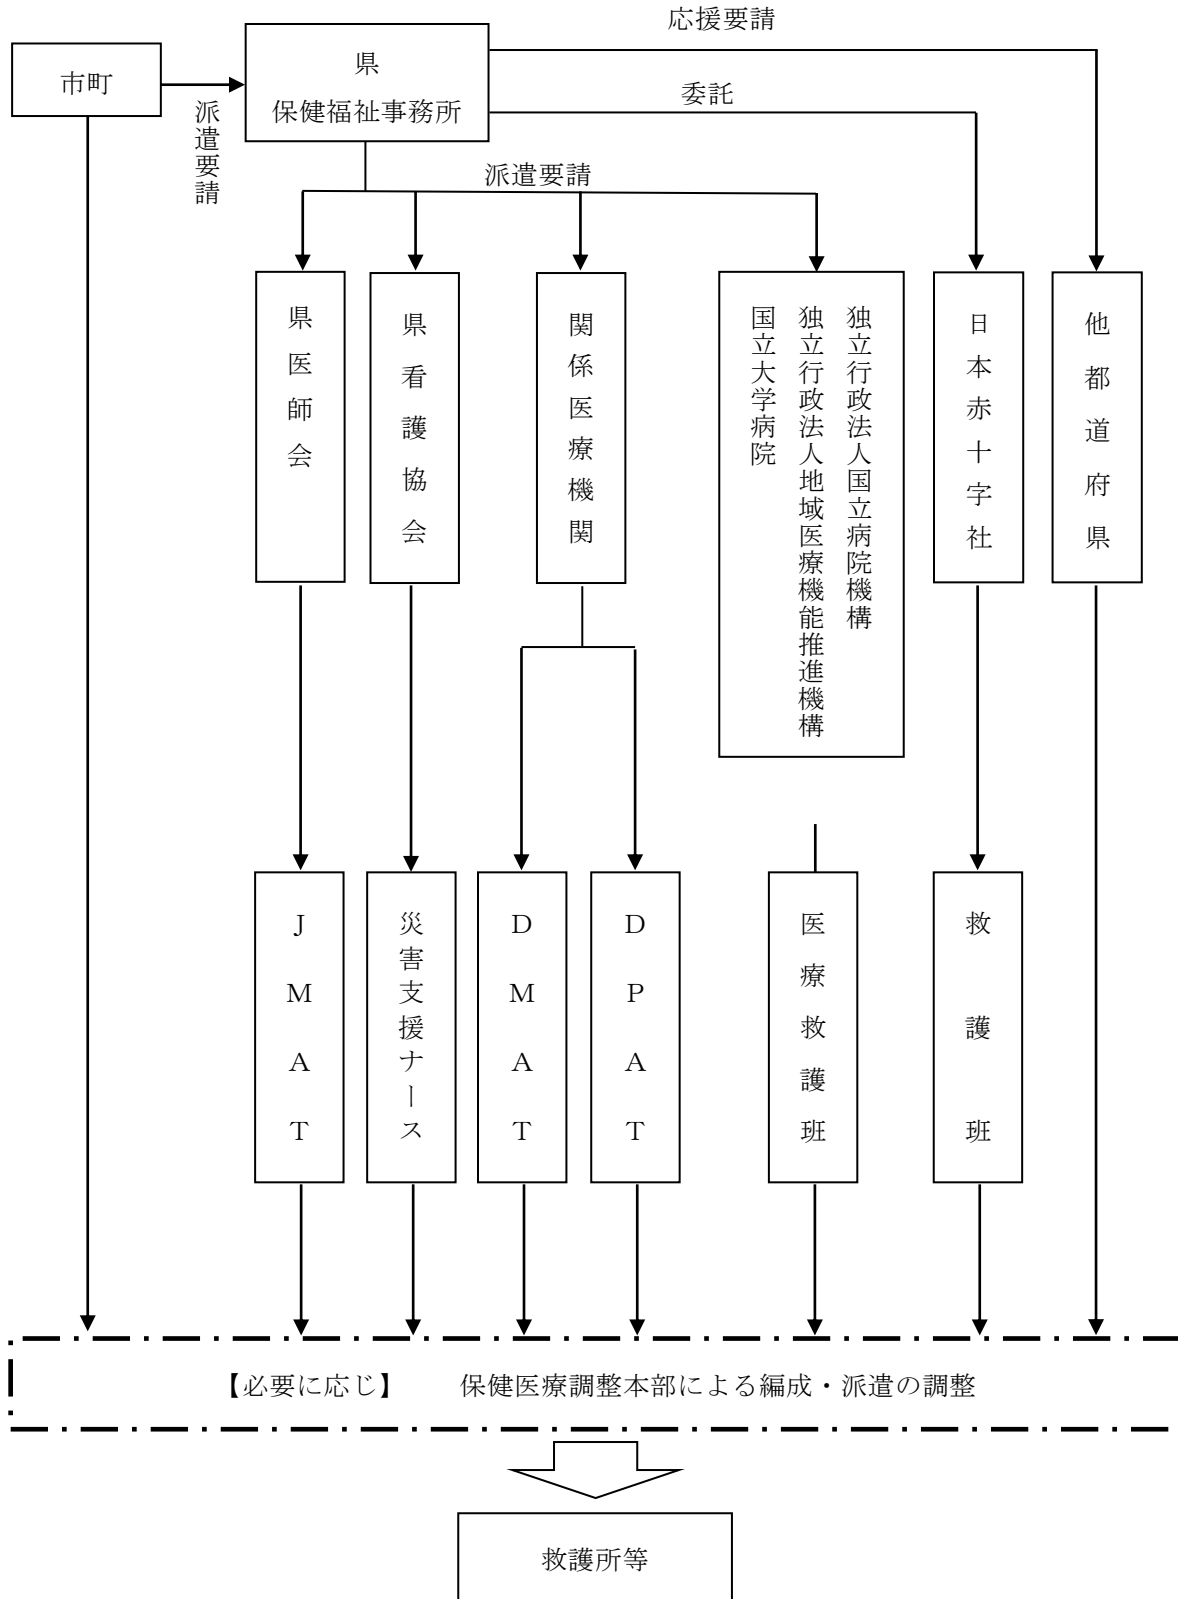 応援要請
市町
県
保健福祉事務所
委託
派遣要請
派遣要請
県医師会
県看護協会
関係医療機関
独立行政法人国立病院機構
独立行政法人地域医療機能推進機構
国立大学病院
日本赤十字社
他都道府県
JMAT
災害支援ナース
DMAT
DPAT
医療救護班
救護班
【必要に応じ】 保健医療調整本部による編成・派遣の調整
救護所等